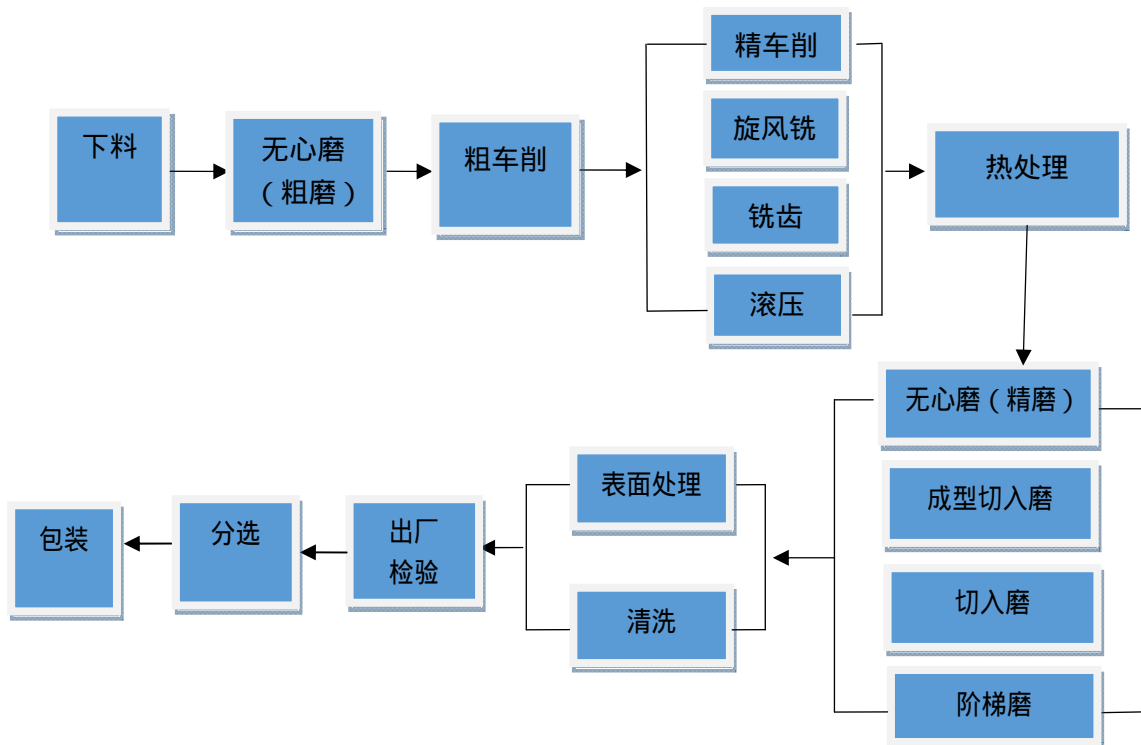 下料
无心磨
（粗磨）
粗车削
精车削
旋风铣
铣齿
滚压
热处理
无心磨（精磨）
成型切入磨
切入磨
阶梯磨
表面处理
清洗
出厂
检验
分选
包装